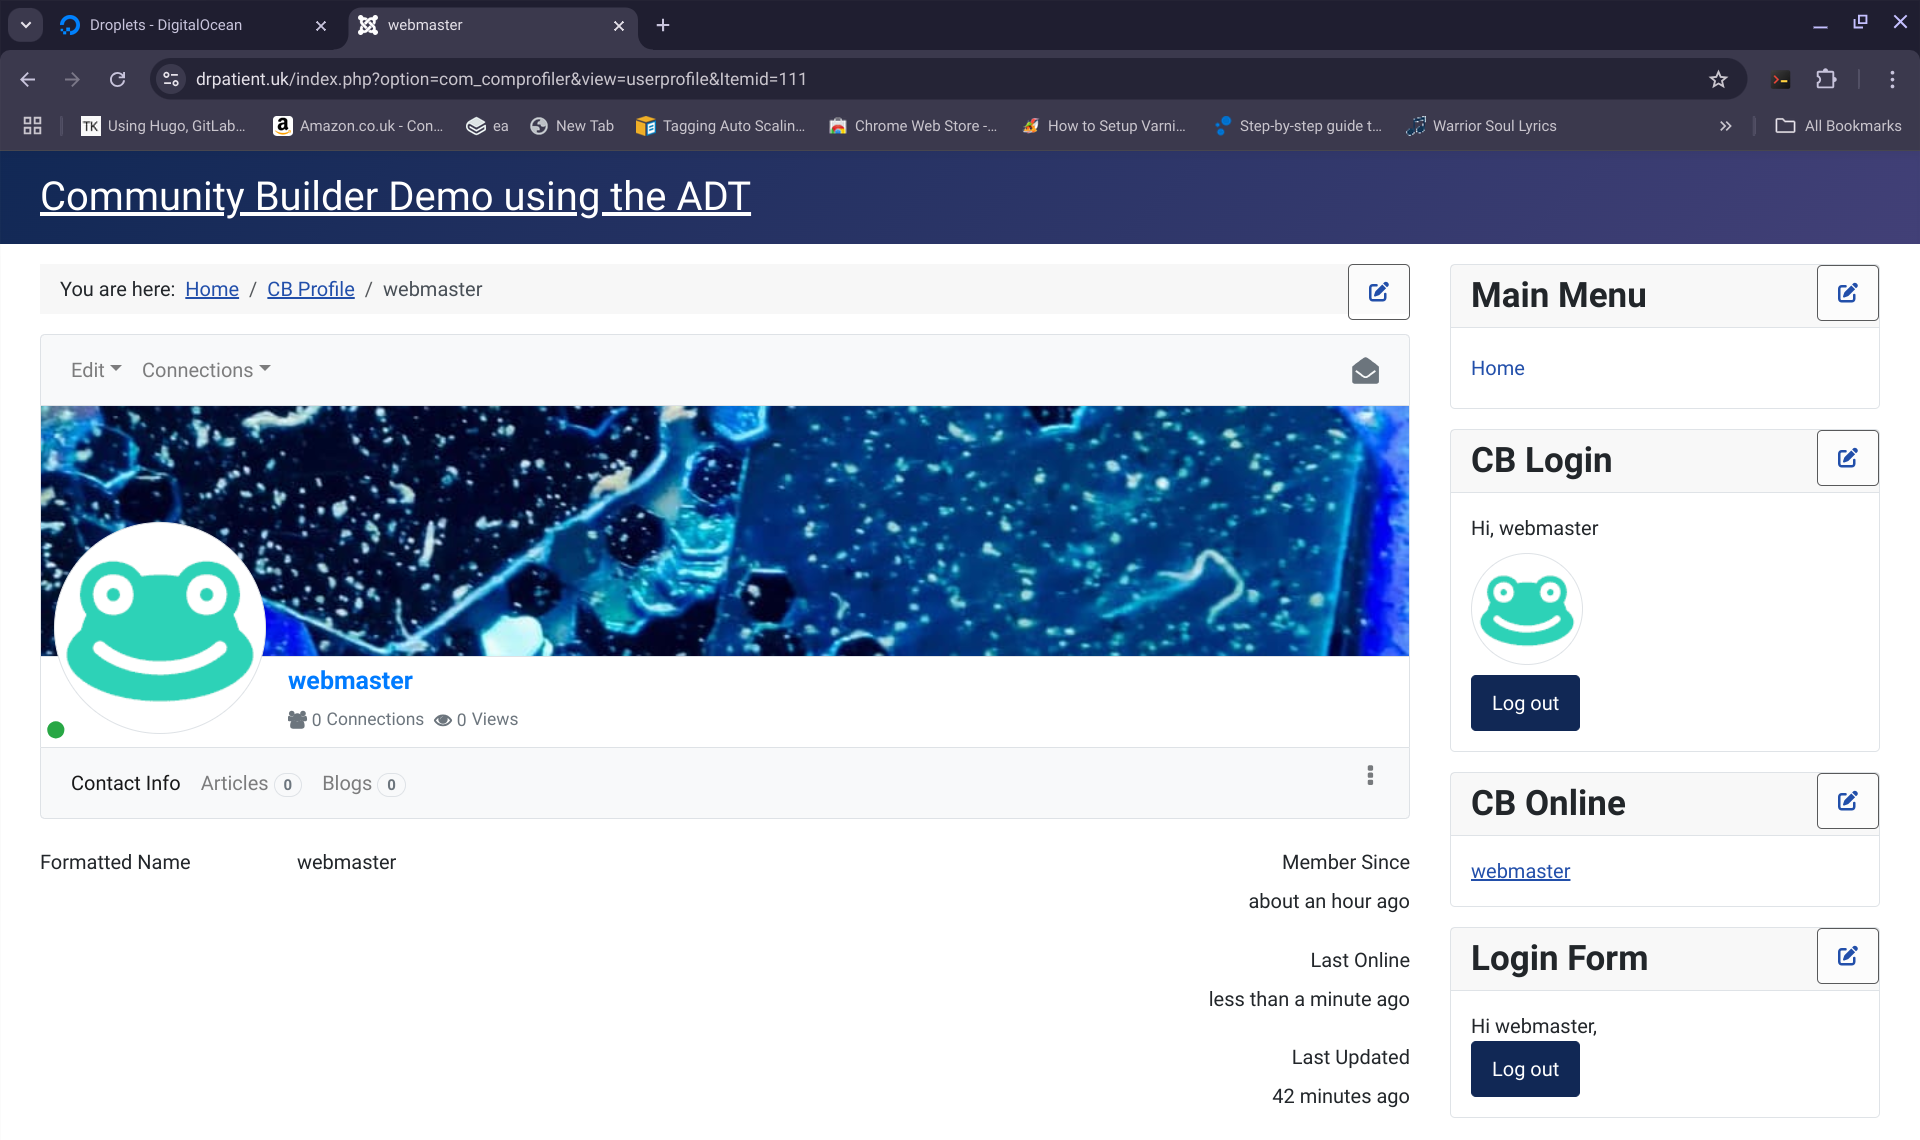 Droplets - DigitalOcean
webmaster
drpatient.uk/index.php?option=com_comprofiler&view=userprofile&Itemid=111
TK Using Hugo, GitLab...
Amazon.co.uk - Con...
ea
New Tab
Tagging Auto Scalin...
Chrome Web Store -...
How to Setup Varni...
Step-by-step guide t...
Warrior Soul Lyrics
All Bookmarks
Community Builder Demo using the ADT
You are here: Home / CB Profile / webmaster
Edit
Connections
webmaster
0 Connections 0 Views
Contact Info Articles 0 Blogs 0
Formatted Name webmaster
Member Since
about an hour ago
Last Online
less than a minute ago
Last Updated
42 minutes ago
Main Menu
Home
CB Login
Hi, webmaster
Log out
CB Online
webmaster
Login Form
Hi webmaster,
Log out